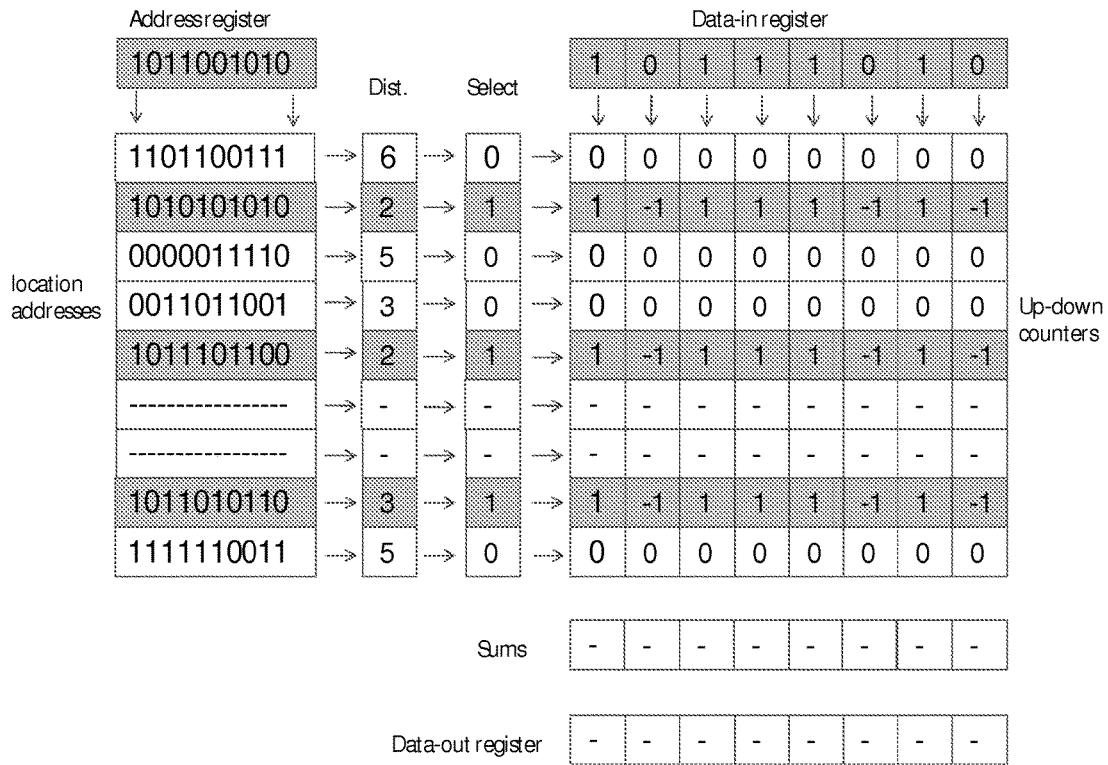 Address register Data-in register
1011001010 1 0 1 1 1 0 1 0
Dist. Select
1101100111 6 0 0 0 0 0 0 0 0 0
1010101010 2 1 1 -1 1 1 1 -1 1 -1
0000011110 5 0 0 0 0 0 0 0 0 0
location addresses
0011011001 3 0 0 0 0 0 0 0 0 0
Up-down counters
1011101100 2 1 1 -1 1 1 1 -1 1 -1
----------------- - - - - - - - - - -
----------------- - - - - - - - - - -
1011010110 3 1 1 -1 1 1 1 -1 1 -1
1111110011 5 0 0 0 0 0 0 0 0 0
Sums - - - - - - - -
Data-out register - - - - - - - -